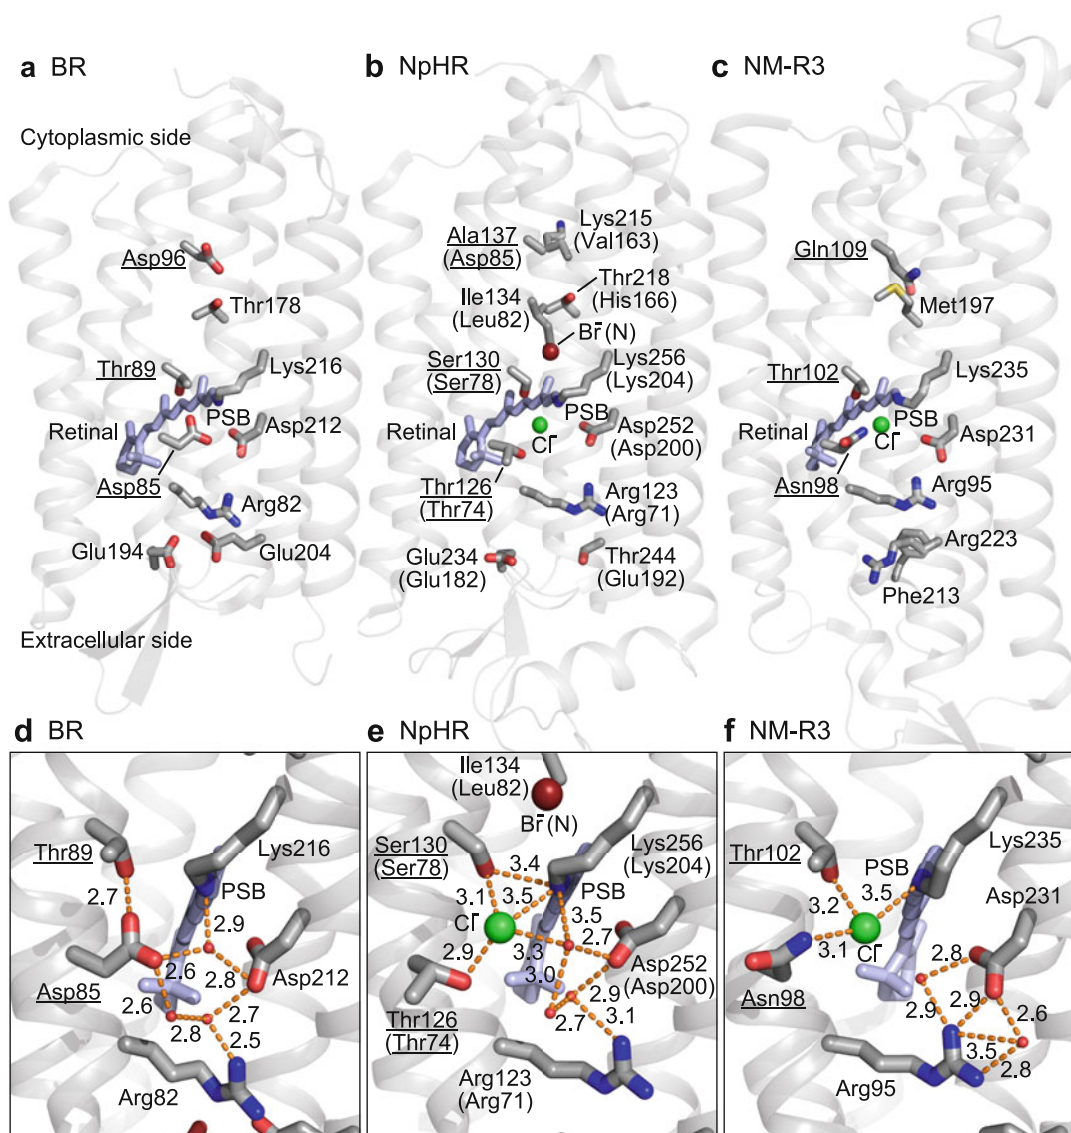 a BR
b NpHR
c NM-R3
Cytoplasmic side
Asp96
Thr178
Thr89
Lys216
PSB
Retinal
Asp212
Asp85
Arg82
Glu194
Glu204
Extracellular side
Ala137
(Asp85)
Lys215
(Val163)
Ile134
(Leu82)
Thr218
(His166)
Br⁻(N)
Ser130
(Ser78)
Lys256
(Lys204)
PSB
Retinal
Cl⁻
Asp252
(Asp200)
Thr126
(Thr74)
Arg123
(Arg71)
Glu234
(Glu182)
Thr244
(Glu192)
Gln109
Met197
Thr102
Lys235
PSB
Retinal
Cl⁻
Asp231
Asn98
Arg95
Arg223
Phe213
d BR
Thr89
Lys216
2.7
PSB
2.9
2.6
2.8
Asp212
Asp85
2.6
2.7
2.8
2.5
Arg82
e NpHR
Ile134
(Leu82)
Br⁻(N)
Ser130
(Ser78)
Lys256
(Lys204)
3.4
PSB
3.1
3.5
Cl⁻
3.5
2.7
2.9
3.3
3.0
Asp252
(Asp200)
2.9
2.7
3.1
Thr126
(Thr74)
Arg123
(Arg71)
f NM-R3
Thr102
Lys235
PSB
3.5
Asp231
3.2
3.1
Cl⁻
2.8
Asn98
2.9
2.9
2.6
3.5
2.8
Arg95